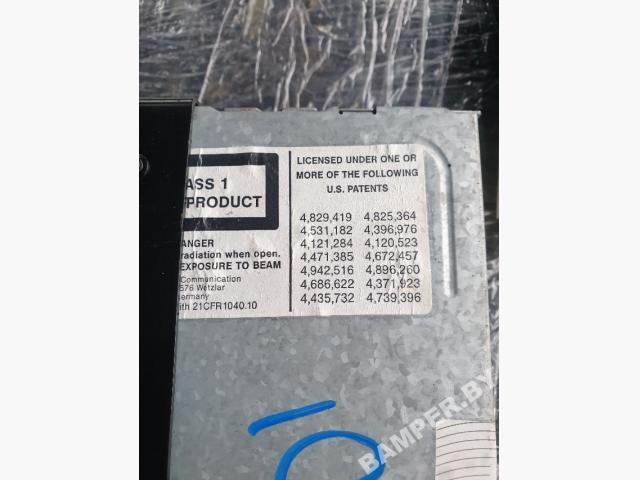 ASS 1
PRODUCT
ANGER
radiation when open.
EXPOSURE TO BEAM
Communication
576 Wetzlar
ermany
ith 21CFR1040.10
LICENSED UNDER ONE OR
MORE OF THE FOLLOWING
U.S. PATENTS
4,829,419 4,825,364
4,531,182 4,396,976
4,121,284 4,120,523
4,471,385 4,672,457
4,942,516 4,896,260
4,686,622 4,371,923
4,435,732 4,739,396
BAMPER.BY